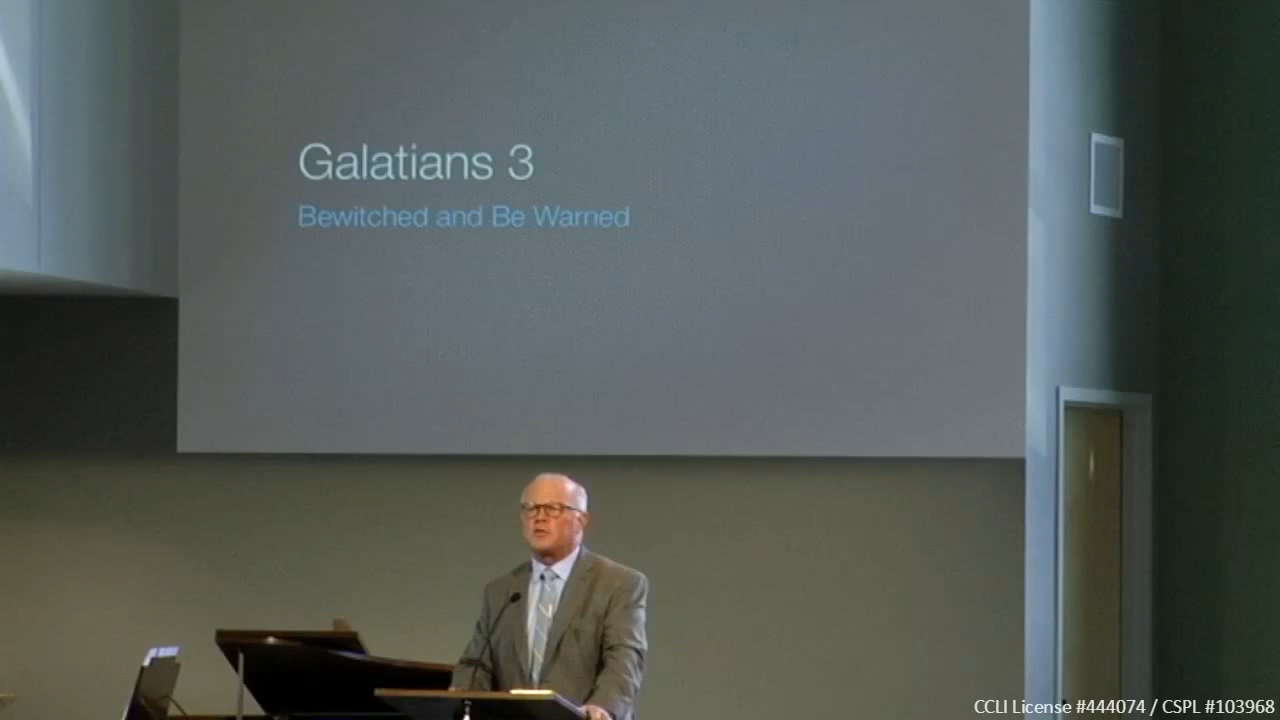 Galatians 3
Bewitched and Be Warned
CCLI License #444074 / CSPL #103968